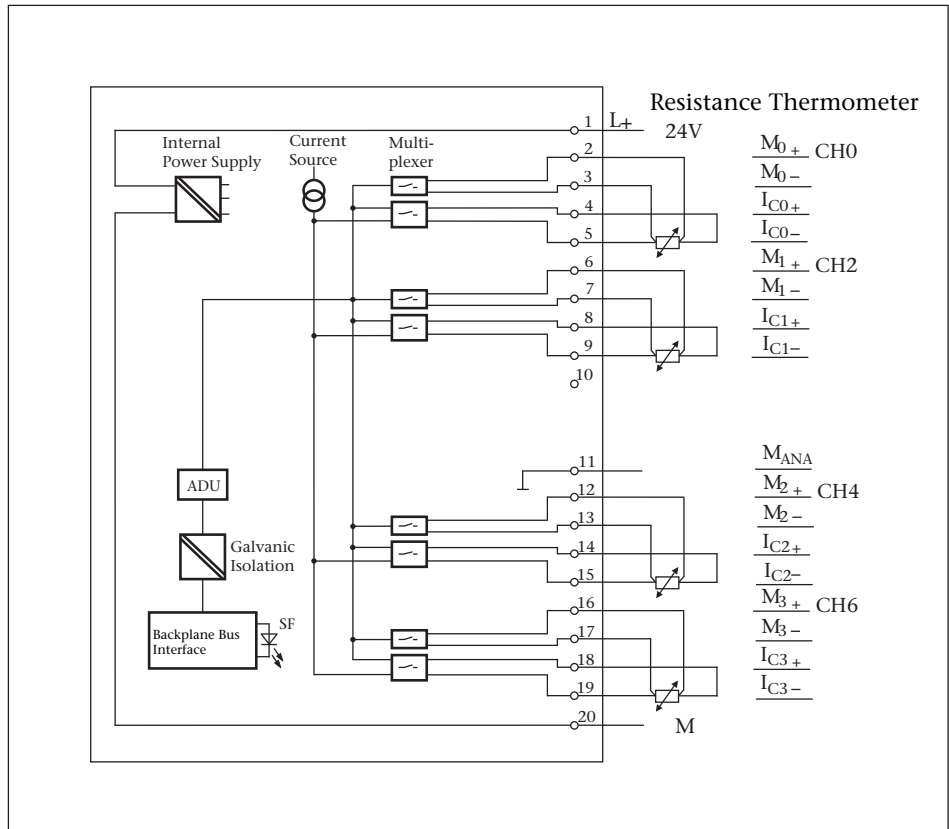 Resistance Thermometer
1 L+ 24V
Internal
Power Supply
Current
Source
Multi-
plexer
2 M0+ CH0
3 M0−
4 IC0+
5 IC0−
6 M1+ CH2
7 M1−
8 IC1+
9 IC1−
10
11 MANA
12 M2+ CH4
13 M2−
14 IC2+
15 IC2−
16 M3+ CH6
17 M3−
18 IC3+
19 IC3−
20 M
ADU
Galvanic
Isolation
Backplane Bus
Interface
SF